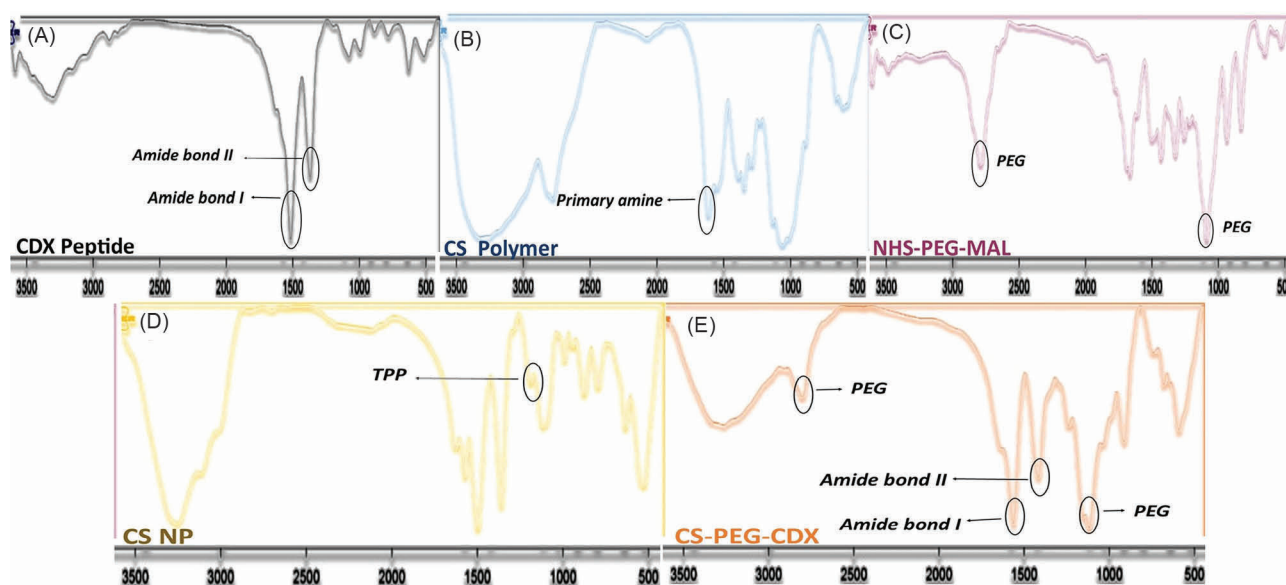 (A)
Amide bond II
Amide bond I
CDX Peptide
3500 3000 2500 2000 1500 1000 500
(B)
Primary amine
CS Polymer
3500 3000 2500 2000 1500 1000 500
(C)
PEG
PEG
NHS-PEG-MAL
3500 3000 2500 2000 1500 1000 500
(D)
TPP
CS NP
3500 3000 2500 2000 1500 1000 500
(E)
PEG
Amide bond II
Amide bond I
PEG
CS-PEG-CDX
3500 3000 2500 2000 1500 1000 500